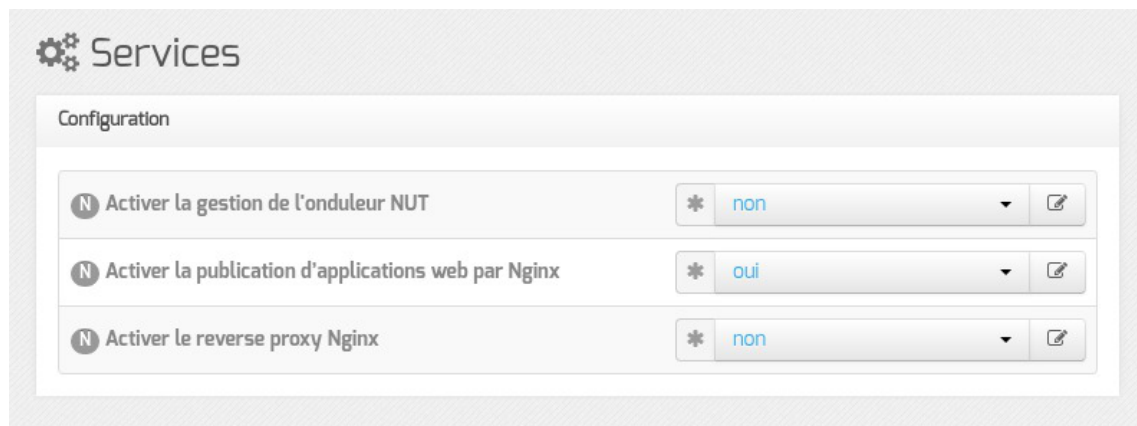 Services
Configuration
N Activer la gestion de l'onduleur NUT * non
N Activer la publication d'applications web par Nginx * oui
N Activer le reverse proxy Nginx * non